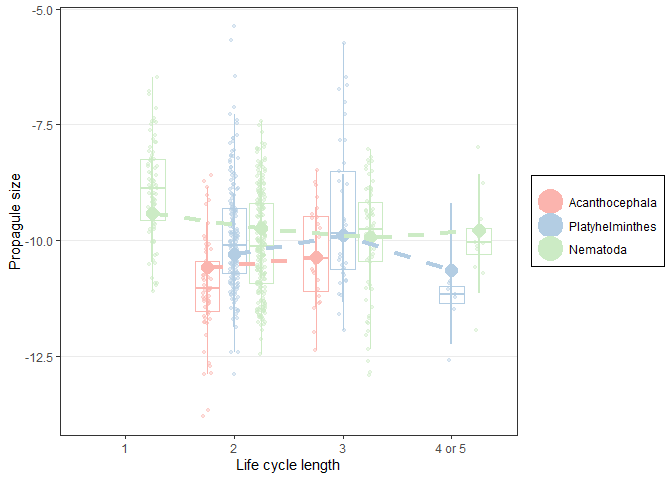 -5.0
-7.5
-10.0
-12.5
Propagule size
1
2
3
4 or 5
Life cycle length
Acanthocephala
Platyhelminthes
Nematoda